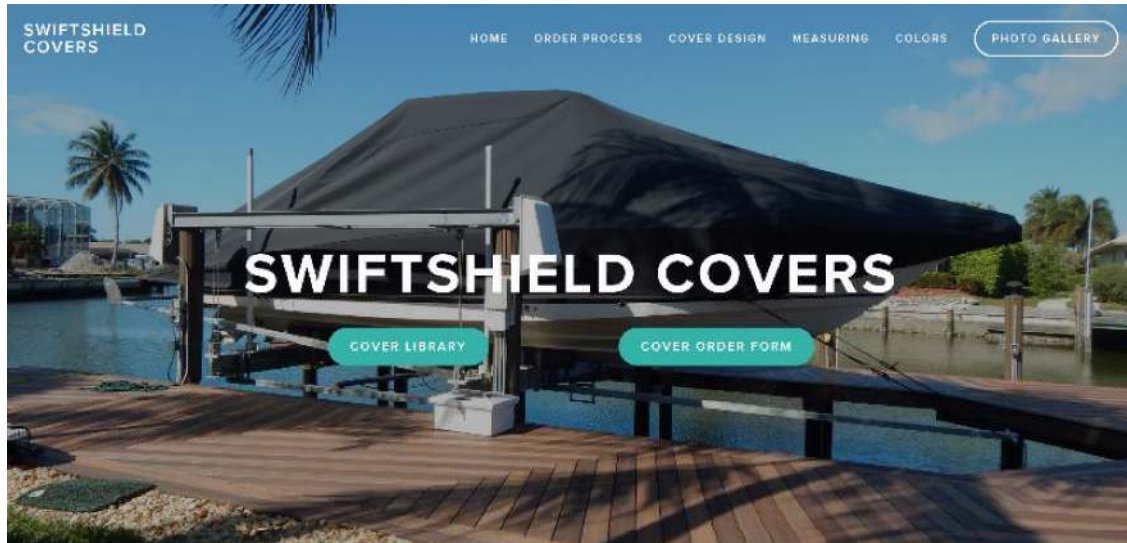 SWIFTSHIELD
COVERS
HOME ORDER PROCESS COVER DESIGN MEASURING COLORS PHOTO GALLERY
SWIFTSHIELD COVERS
COVER LIBRARY COVER ORDER FORM